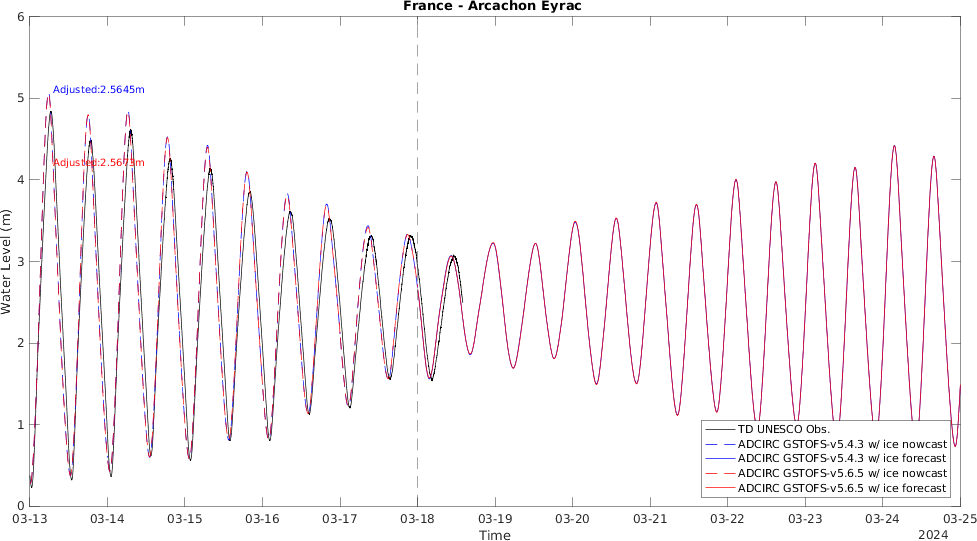 France - Arcachon Eyrac
6
5
4
3
2
1
0
Water Level (m)
Adjusted:2.5645m
Adjusted:2.5673m
TD UNESCO Obs.
ADCIRC GSTOFS-v5.4.3 w/ ice nowcast
ADCIRC GSTOFS-v5.4.3 w/ ice forecast
ADCIRC GSTOFS-v5.6.5 w/ ice nowcast
ADCIRC GSTOFS-v5.6.5 w/ ice forecast
03-13 03-14 03-15 03-16 03-17 03-18 03-19 03-20 03-21 03-22 03-23 03-24 03-25
Time
2024